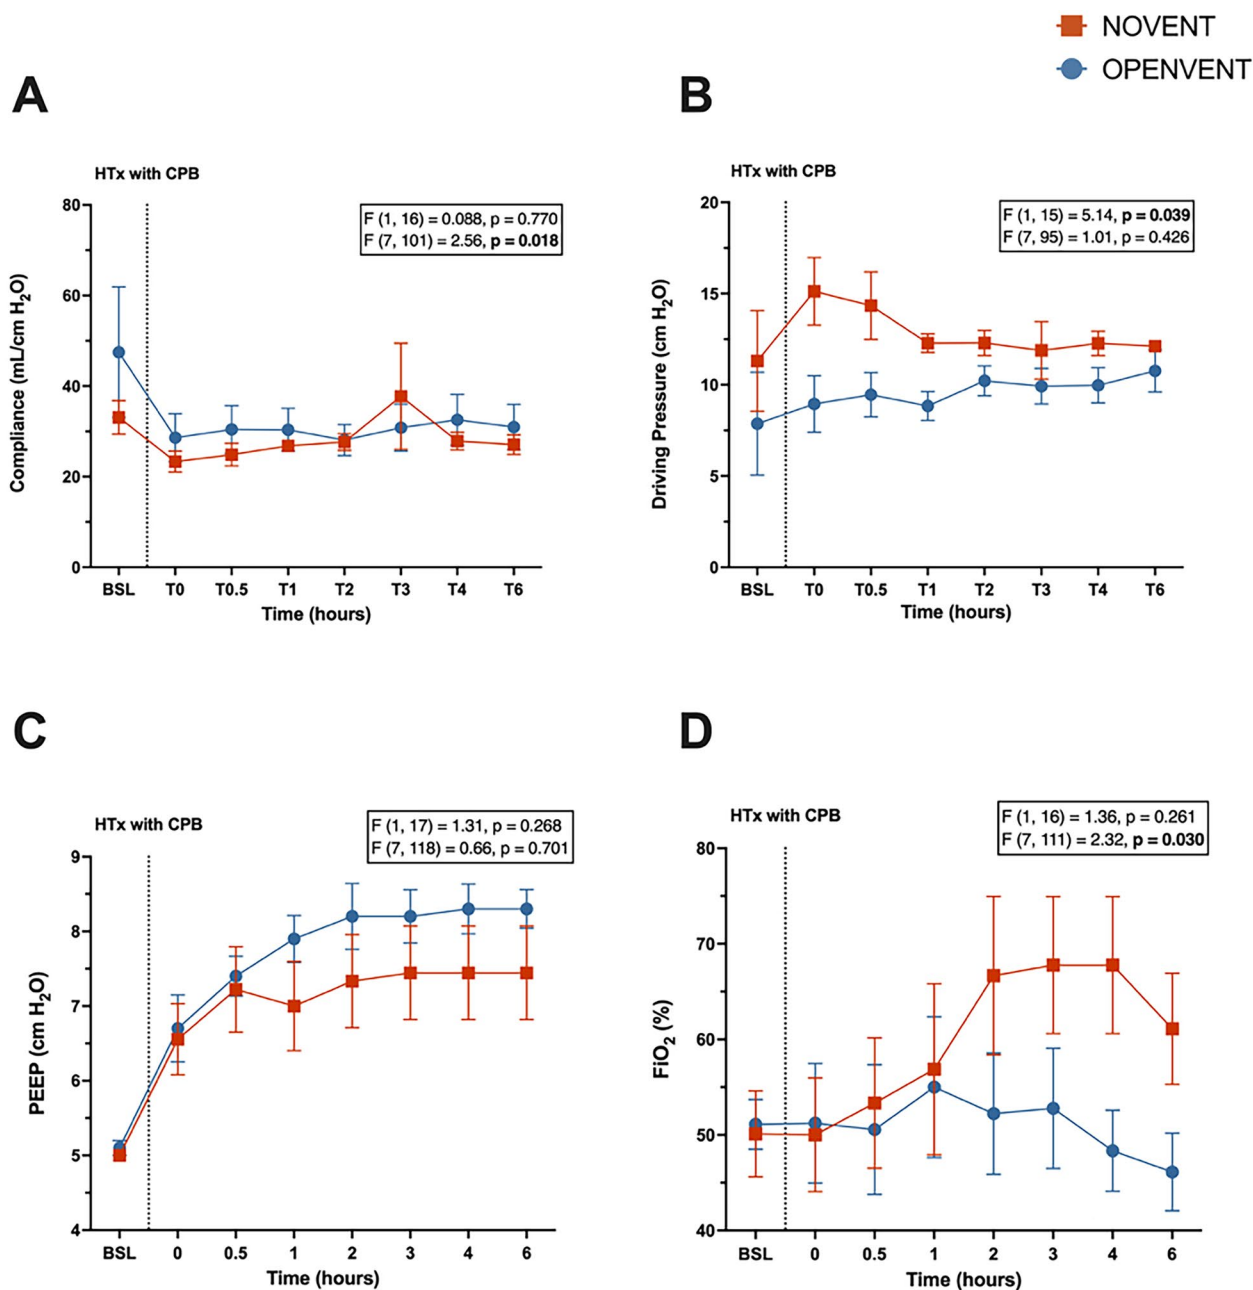 NOVENT
OPENVENT
A
HTx with CPB
F (1, 16) = 0.088, p = 0.770
F (7, 101) = 2.56, p = 0.018
80
60
40
20
0
Compliance (mL/cm H₂O)
BSL T0 T0.5 T1 T2 T3 T4 T6
Time (hours)
B
HTx with CPB
F (1, 15) = 5.14, p = 0.039
F (7, 95) = 1.01, p = 0.426
20
15
10
5
0
Driving Pressure (cm H₂O)
BSL T0 T0.5 T1 T2 T3 T4 T6
Time (hours)
C
HTx with CPB
F (1, 17) = 1.31, p = 0.268
F (7, 118) = 0.66, p = 0.701
9
8
7
6
5
4
PEEP (cm H₂O)
BSL 0 0.5 1 2 3 4 6
Time (hours)
D
HTx with CPB
F (1, 16) = 1.36, p = 0.261
F (7, 111) = 2.32, p = 0.030
80
70
60
50
40
FiO₂ (%)
BSL 0 0.5 1 2 3 4 6
Time (hours)